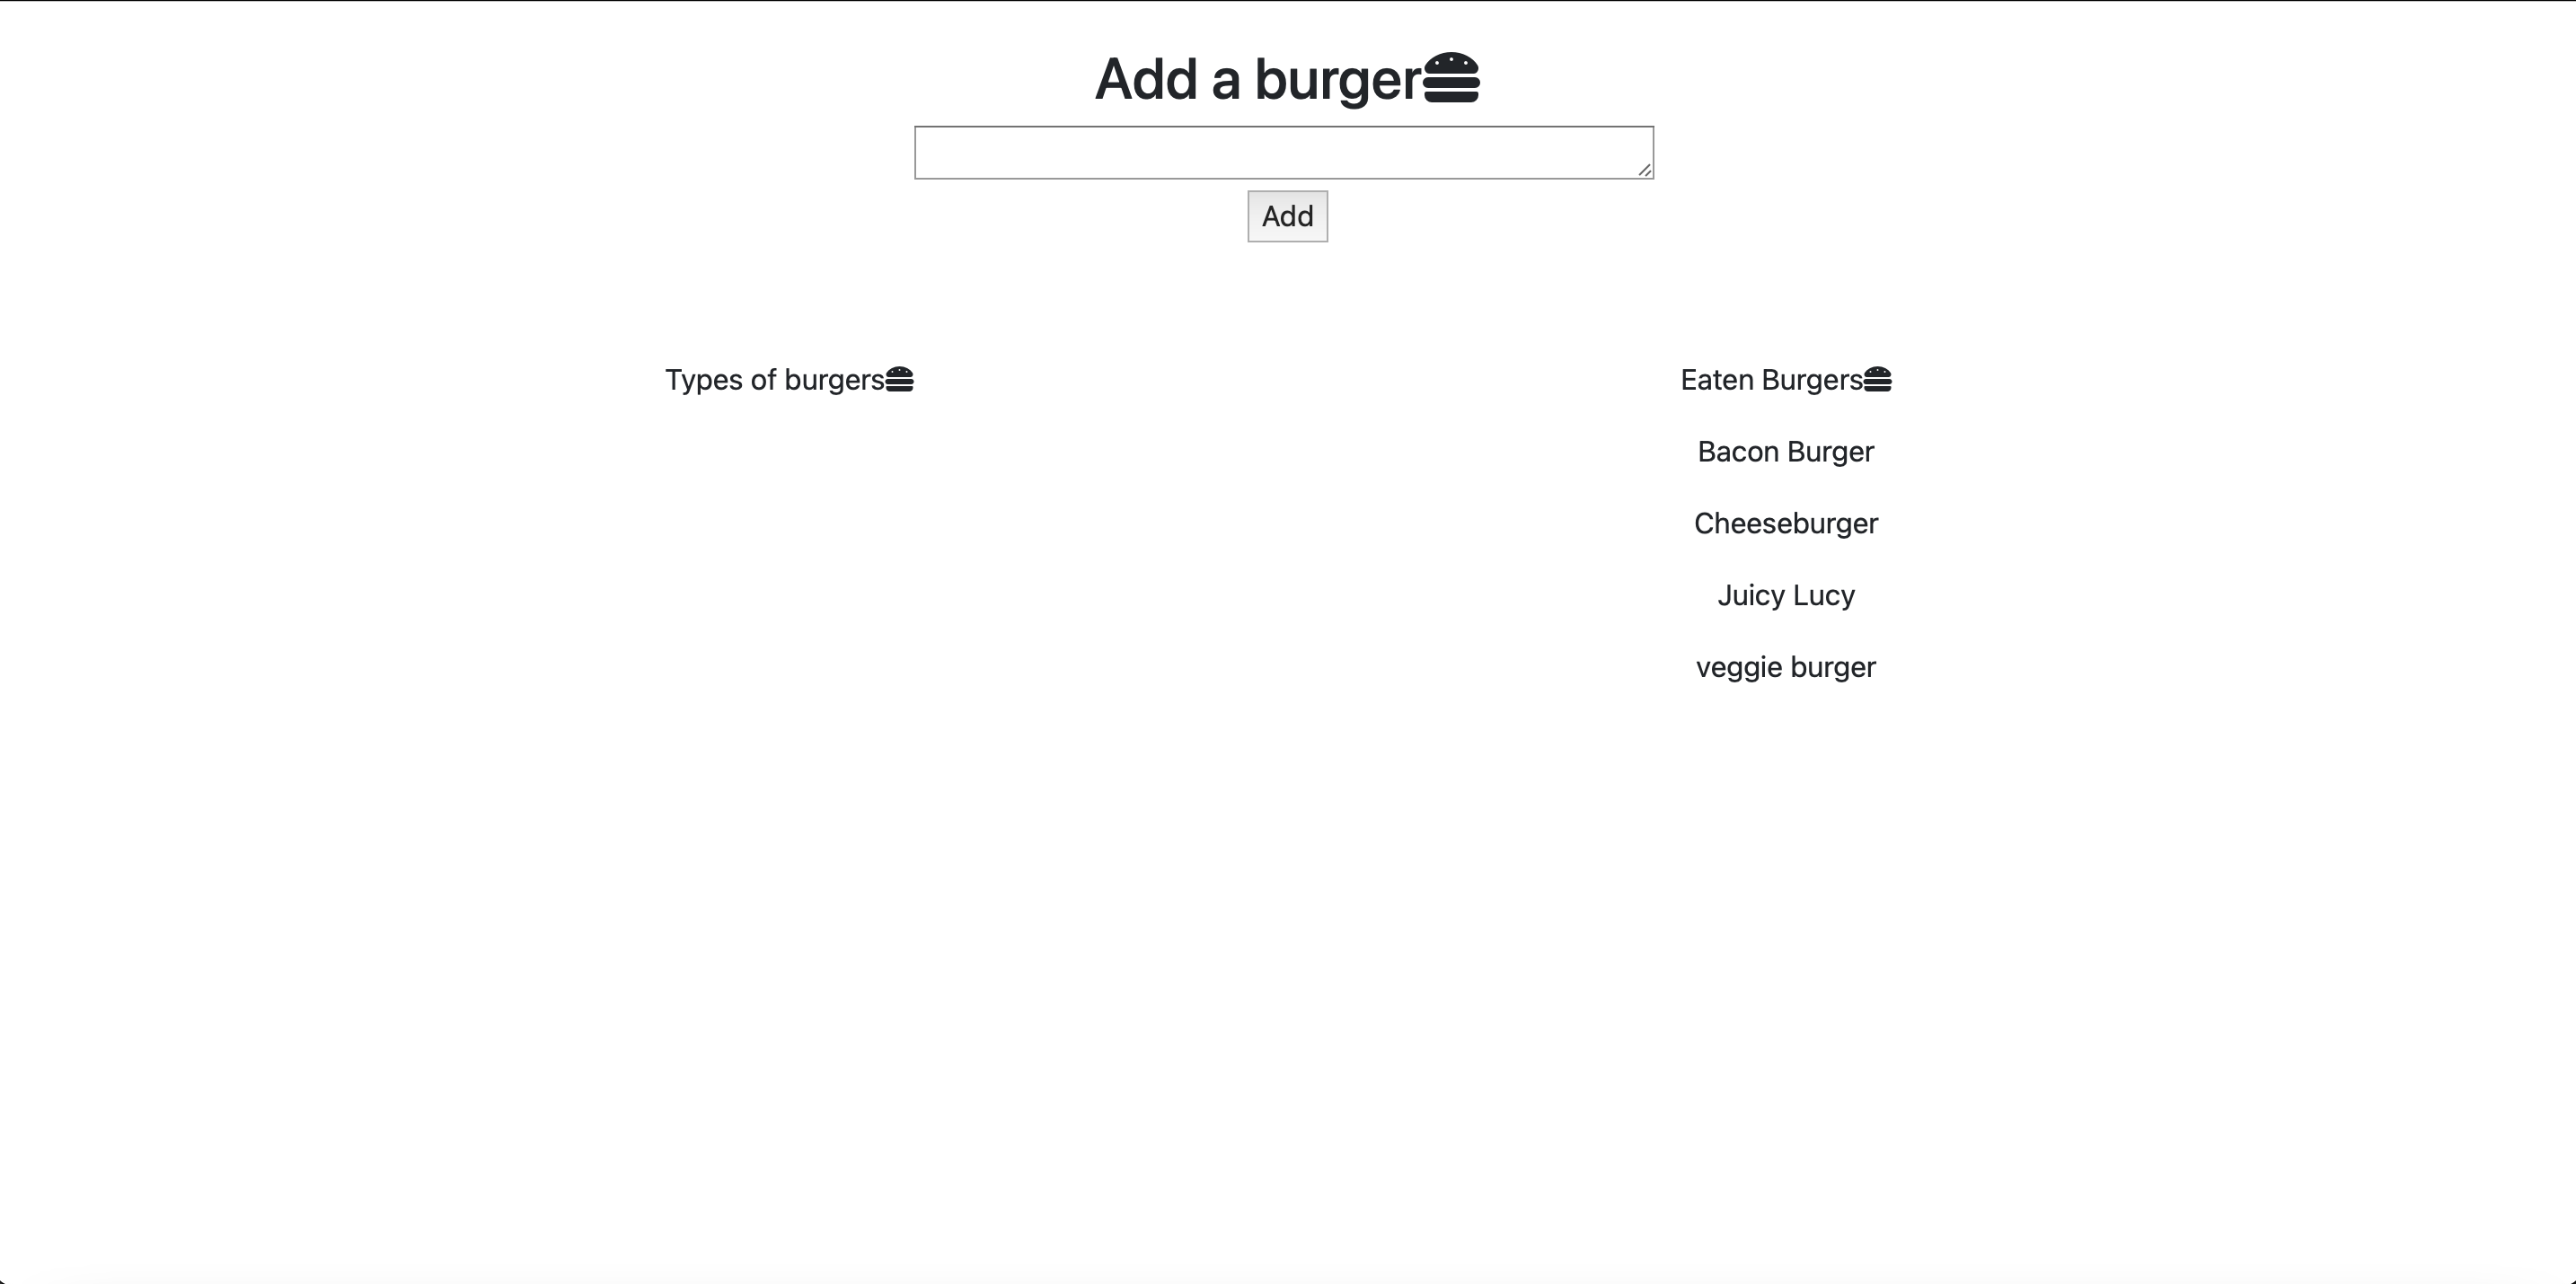 Add a burger
Add
Types of burgers
Eaten Burgers
Bacon Burger
Cheeseburger
Juicy Lucy
veggie burger